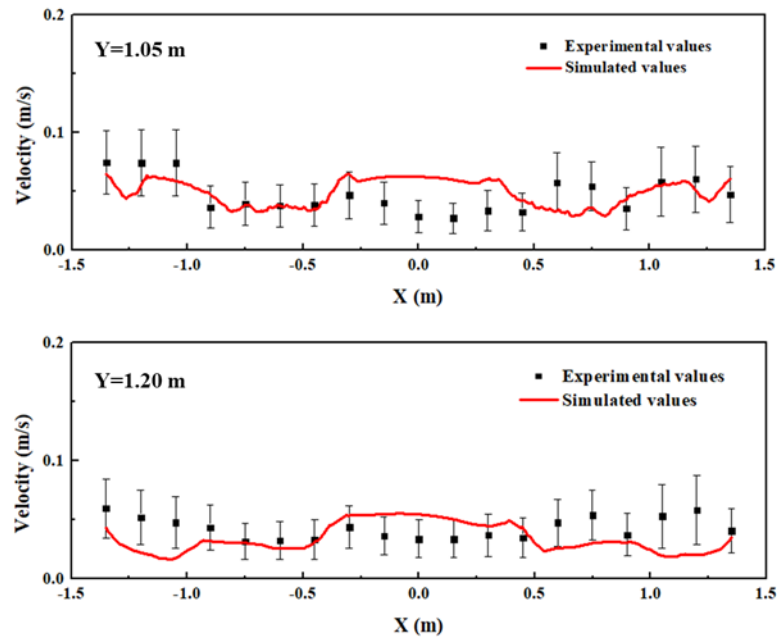 0.2
Y=1.05 m
Experimental values
Simulated values
Velocity (m/s)
0.1
0.0
-1.5 -1.0 -0.5 0.0 0.5 1.0 1.5
X (m)
0.2
Y=1.20 m
Experimental values
Simulated values
Velocity (m/s)
0.1
0.0
-1.5 -1.0 -0.5 0.0 0.5 1.0 1.5
X (m)